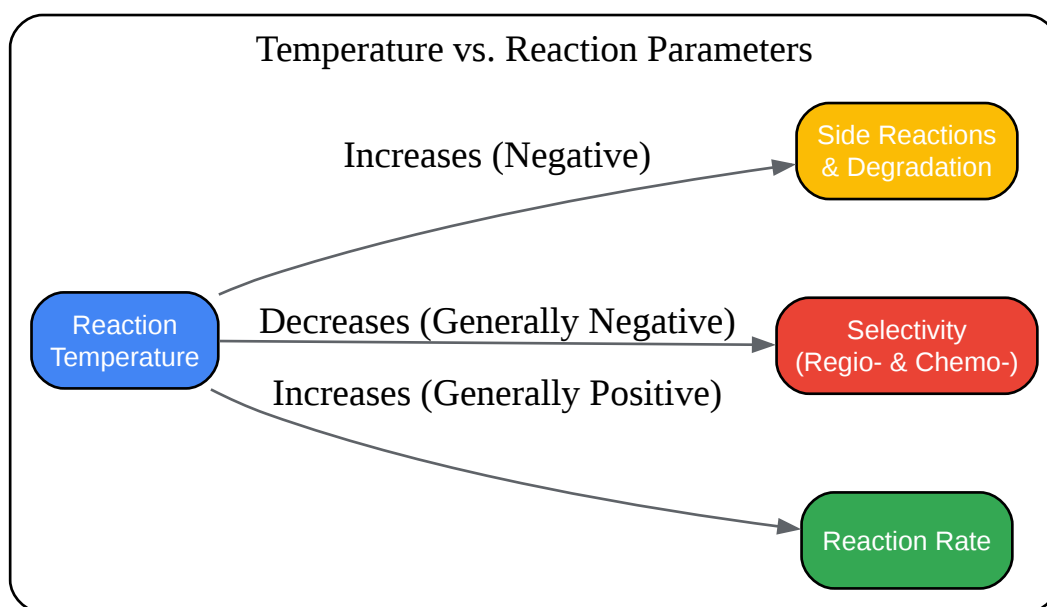 Temperature vs. Reaction Parameters
Side Reactions
& Degradation
Increases (Negative)
Reaction
Temperature
Decreases (Generally Negative)
Selectivity
(Regio- & Chemo-)
Increases (Generally Positive)
Reaction Rate